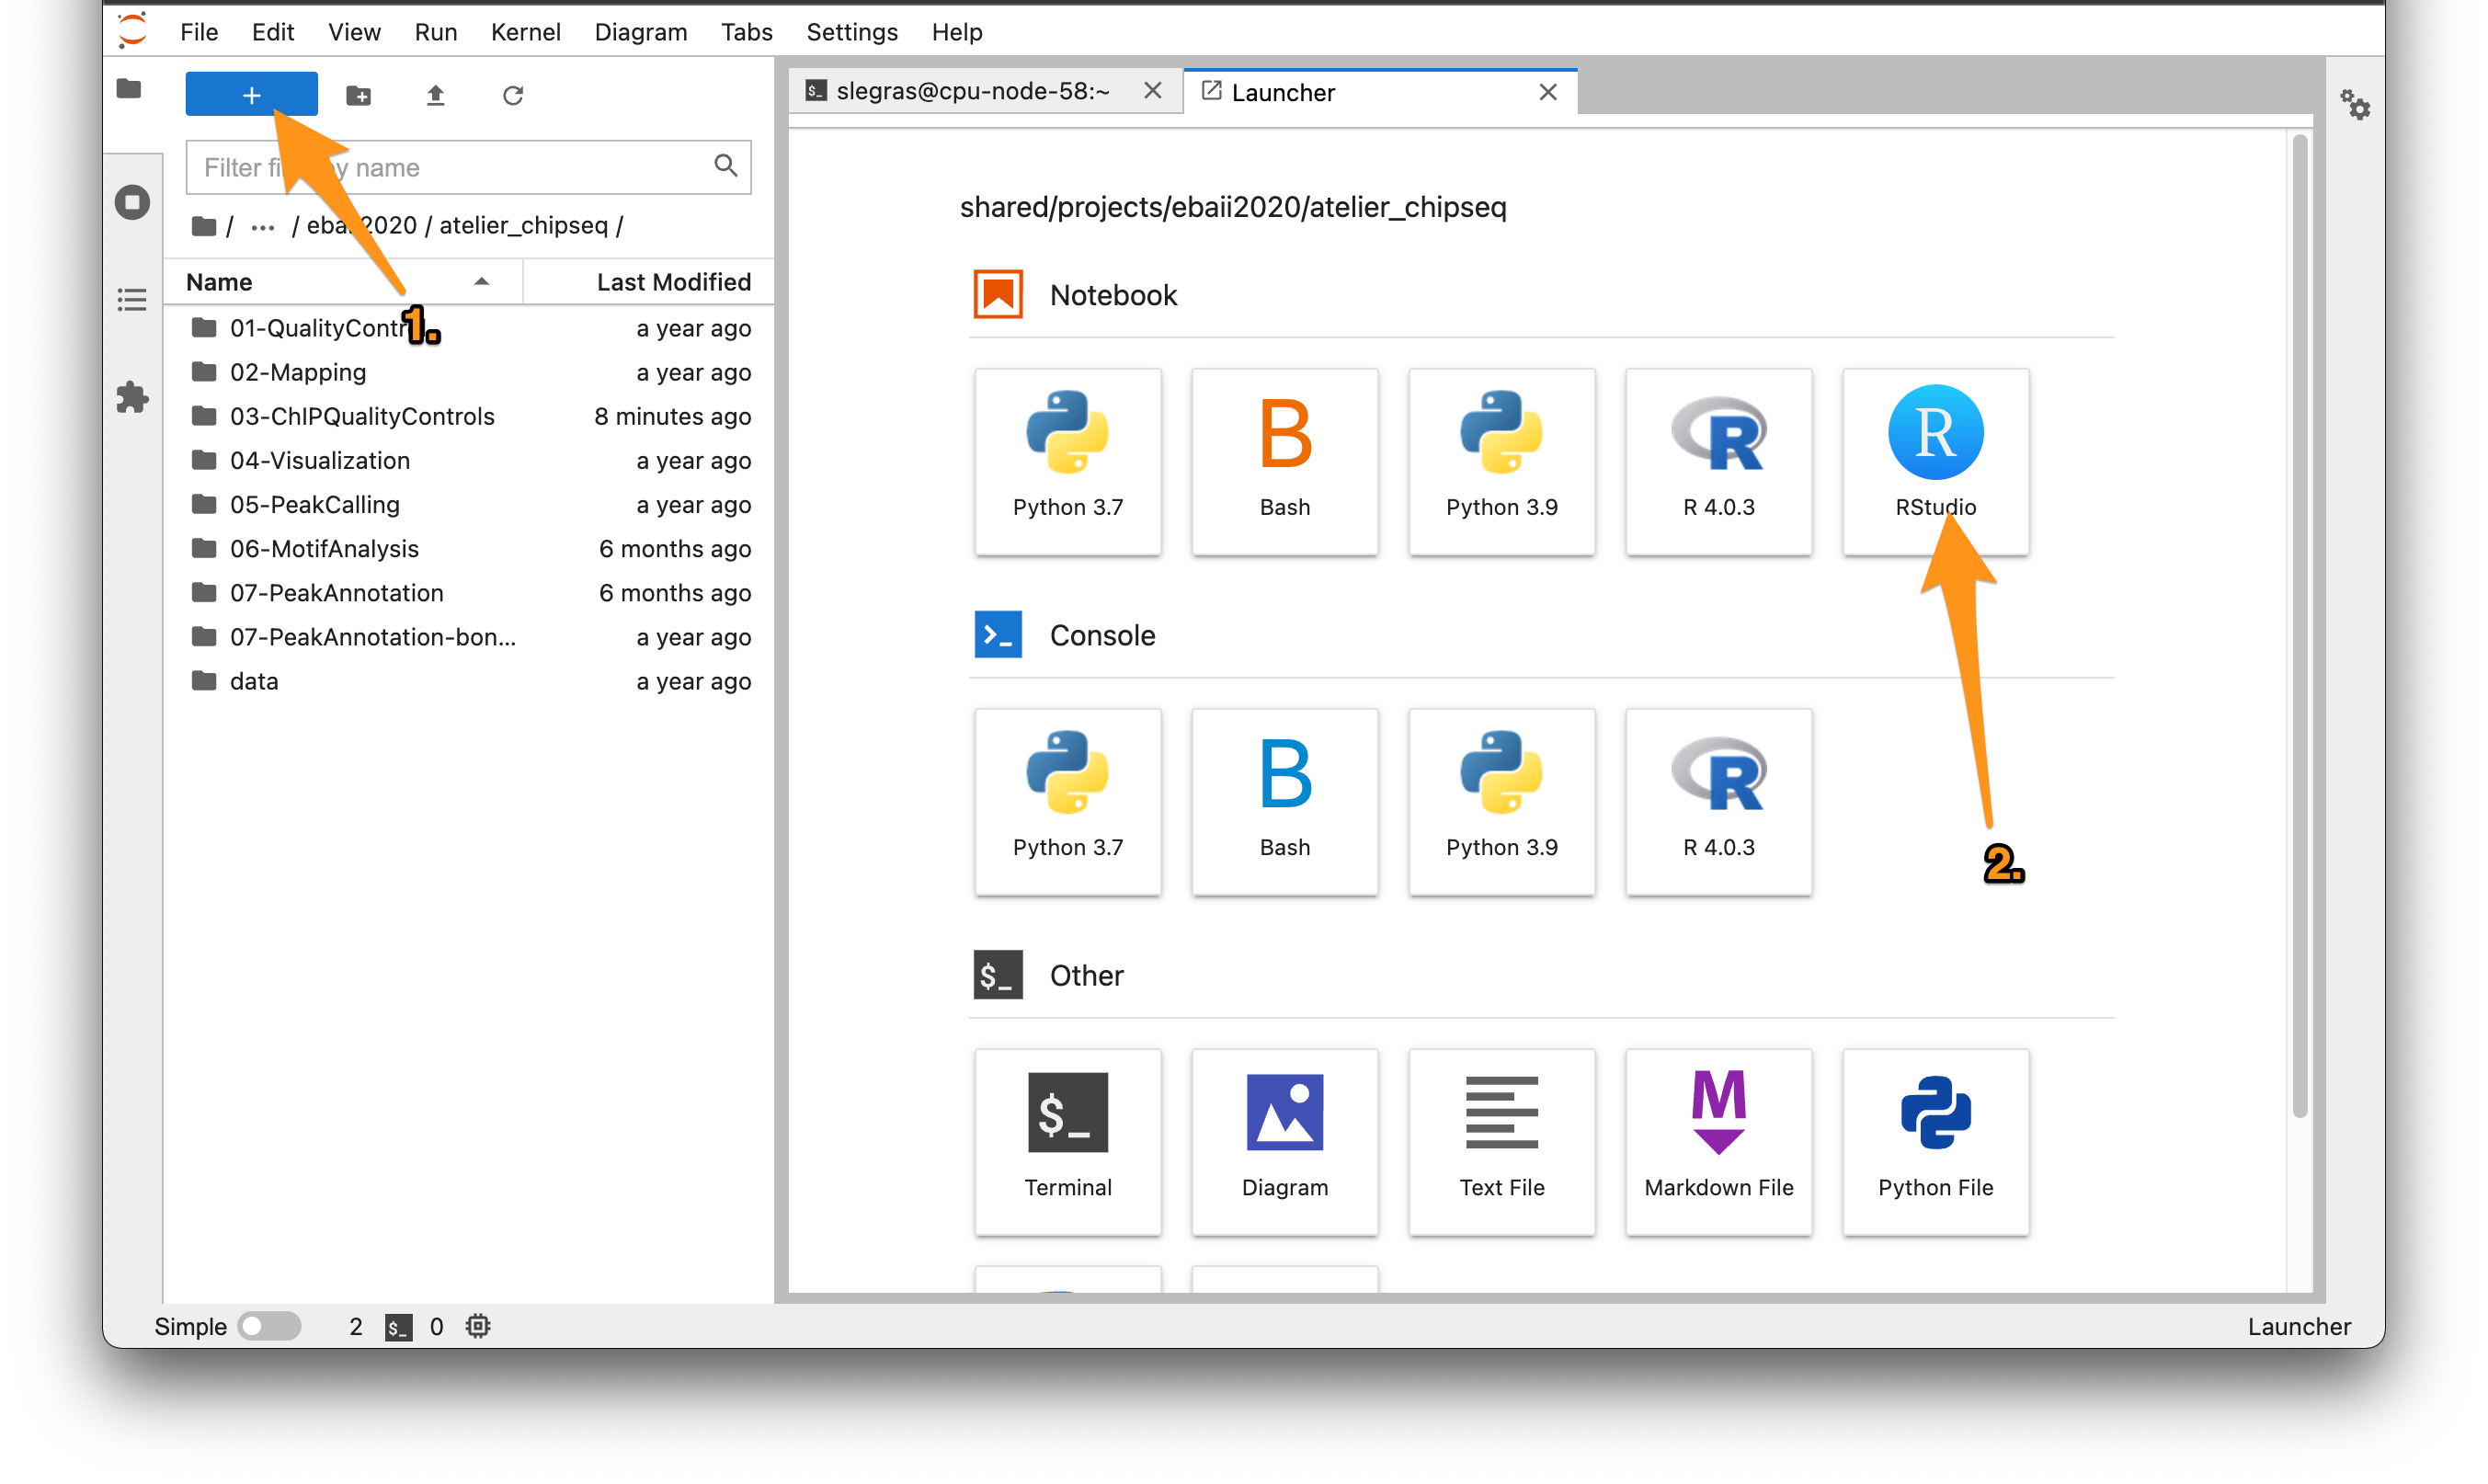 File Edit View Run Kernel Diagram Tabs Settings Help
+
slegras@cpu-node-58:~
Launcher
Filter fi y name
/ ··· / ebai 2020 / atelier_chipseq /
Name Last Modified
01-QualityContr a year ago
1.
02-Mapping a year ago
03-ChIPQualityControls 8 minutes ago
04-Visualization a year ago
05-PeakCalling a year ago
06-MotifAnalysis 6 months ago
07-PeakAnnotation 6 months ago
07-PeakAnnotation-bon... a year ago
data a year ago
shared/projects/ebaii2020/atelier_chipseq
Notebook
B R R
Python 3.7 Bash Python 3.9 R 4.0.3 RStudio
>_ Console
B R
Python 3.7 Bash Python 3.9 R 4.0.3
2.
$_ Other
$_ M
Terminal Diagram Text File Markdown File Python File
Simple 2 $_ 0 Launcher